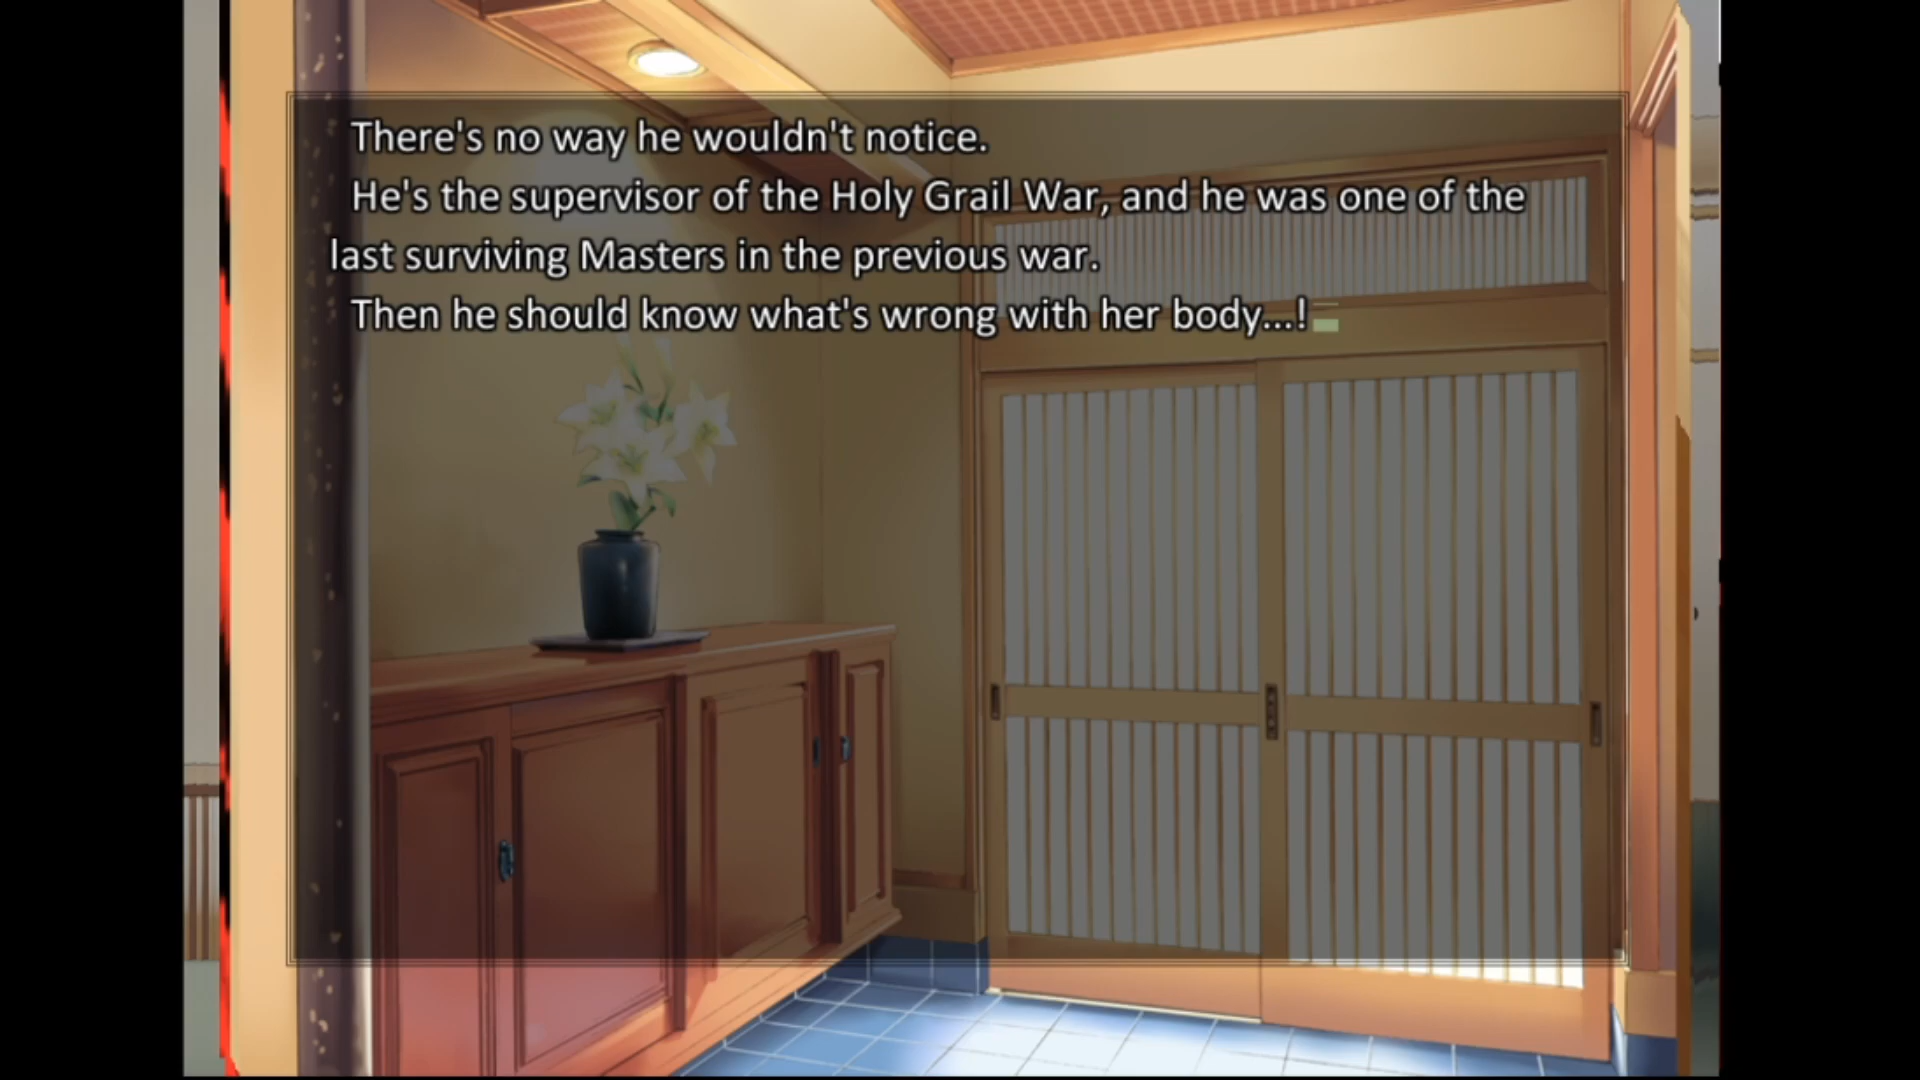 There's no way he wouldn't notice.
He's the supervisor of the Holy Grail War, and he was one of the
last surviving Masters in the previous war.
Then he should know what's wrong with her body...!